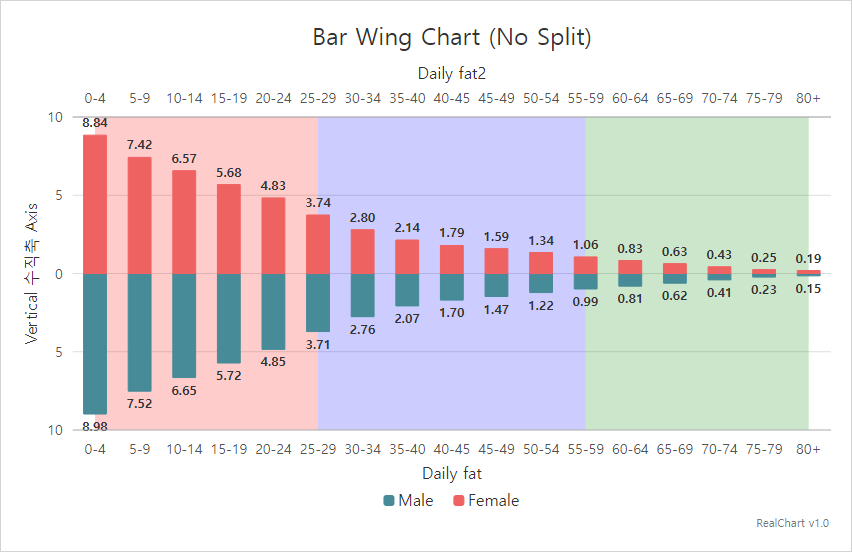 Bar Wing Chart (No Split)
Daily fat2
0-4 5-9 10-14 15-19 20-24 25-29 30-34 35-40 40-45 45-49 50-54 55-59 60-64 65-69 70-74 75-79 80+
10
8.84 7.42 6.57 5.68 4.83 3.74 2.80 2.14 1.79 1.59 1.34 1.06 0.83 0.63 0.43 0.25 0.19
5
Vertical 수직축 Axis
0
8.98 7.52 6.65 5.72 4.85 3.71 2.76 2.07 1.70 1.47 1.22 0.99 0.81 0.62 0.41 0.23 0.15
5
10
0-4 5-9 10-14 15-19 20-24 25-29 30-34 35-40 40-45 45-49 50-54 55-59 60-64 65-69 70-74 75-79 80+
Daily fat
Male Female
RealChart v1.0